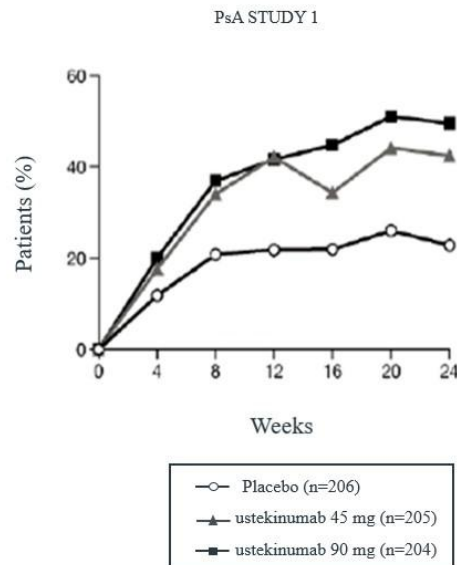 PsA STUDY 1
60
40
20
0
Patients (%)
0 4 8 12 16 20 24
Weeks
Placebo (n=206)
ustekinumab 45 mg (n=205)
ustekinumab 90 mg (n=204)